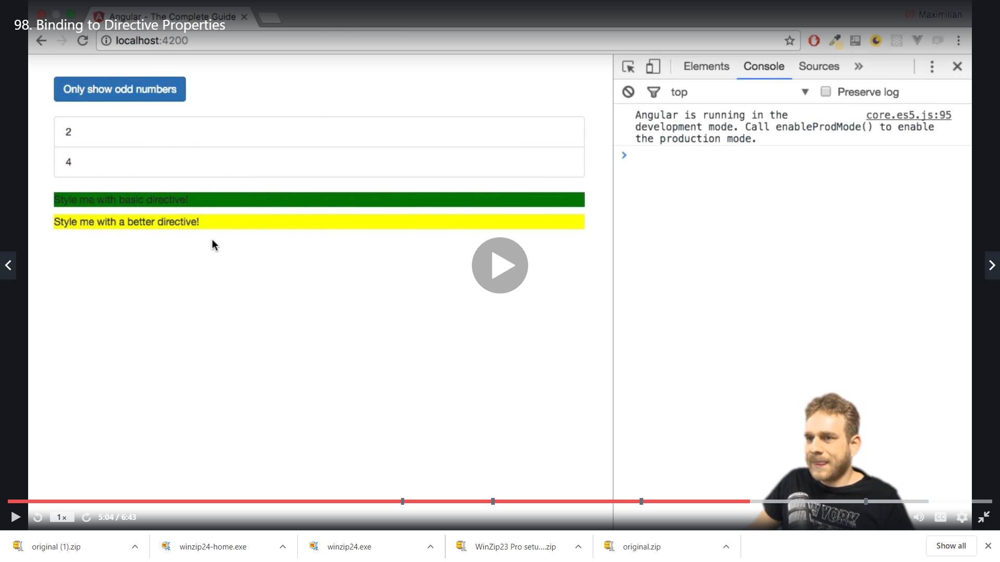 Angular - The Complete Guide
Maximilian
98. Binding to Directive Properties
localhost:4200
JB
Elements Console Sources
Only show odd numbers
top
Preserve log
Angular is running in the core.es5.js:95
development mode. Call enableProdMode() to enable
the production mode.
2
4
Style me with basic directive!
Style me with a better directive!
1x
5:04 / 6:43
CC
YORK
original (1).zip
winzip24-home.exe
winzip24.exe
WinZip23 Pro setu....zip
original.zip
Show all